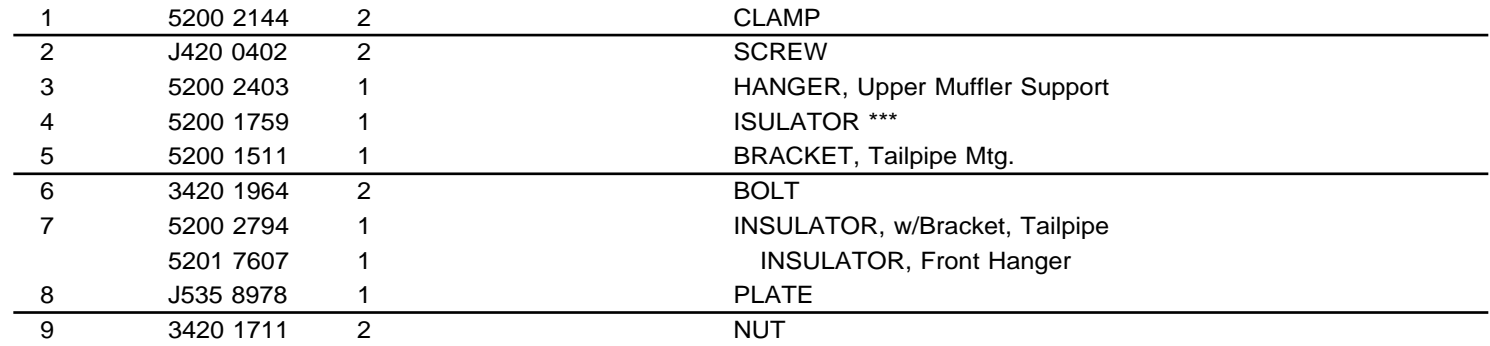 1 5200 2144 2 CLAMP
2 J420 0402 2 SCREW
3 5200 2403 1 HANGER, Upper Muffler Support
4 5200 1759 1 ISULATOR ***
5 5200 1511 1 BRACKET, Tailpipe Mtg.
6 3420 1964 2 BOLT
7 5200 2794 1 INSULATOR, w/Bracket, Tailpipe
5201 7607 1 INSULATOR, Front Hanger
8 J535 8978 1 PLATE
9 3420 1711 2 NUT